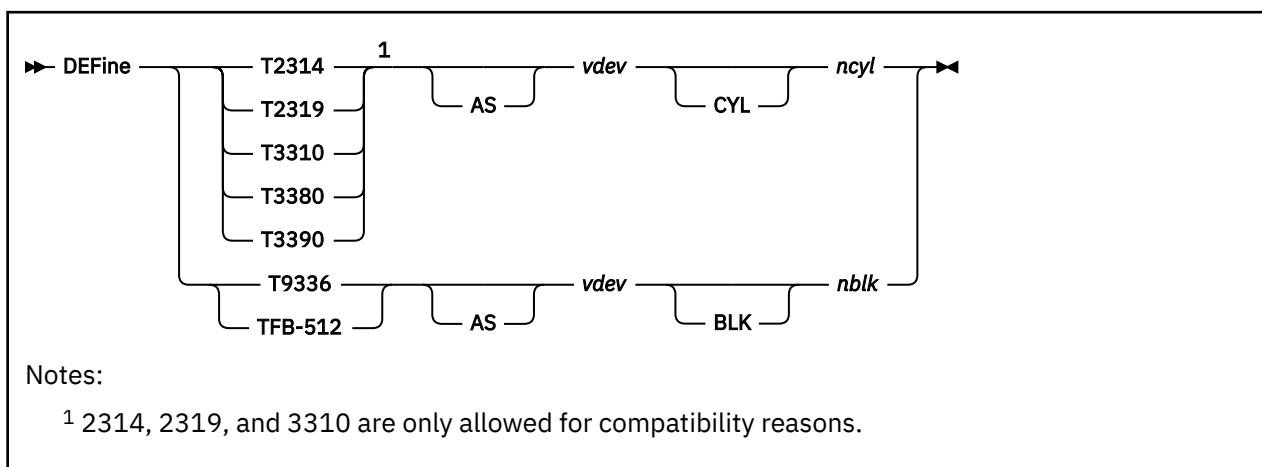 DEFine T2314 1 AS vdev CYL ncyl
T2319
T3310
T3380
T3390
T9336 AS vdev BLK nblk
TFB-512
Notes:
1 2314, 2319, and 3310 are only allowed for compatibility reasons.